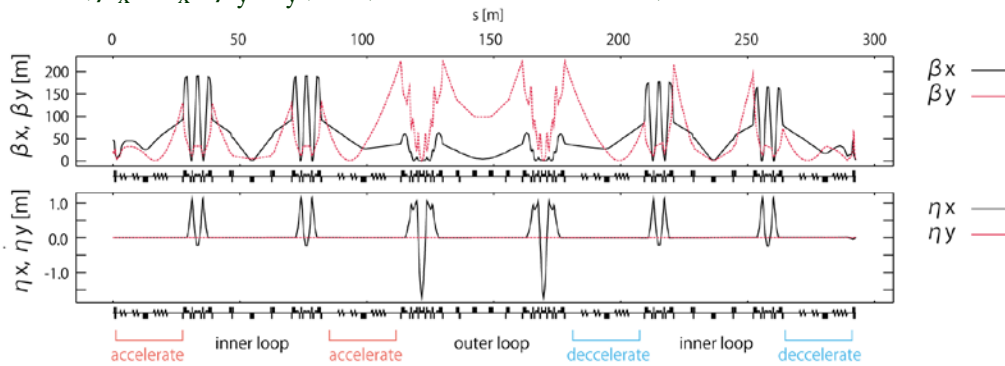 s [m]
0 50 100 150 200 250 300
βx, βy [m]
200
150
100
50
0
βx
βy
ηx, ηy [m]
1.0
0.0
-1.0
ηx
ηy
accelerate inner loop accelerate outer loop deccelerate inner loop deccelerate